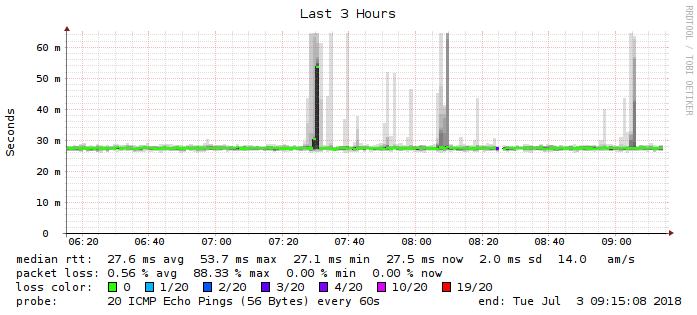 Last 3 Hours
RRDTOOL / TOBI OETIKER
Seconds
60 m
50 m
40 m
30 m
20 m
10 m
0
06:20 06:40 07:00 07:20 07:40 08:00 08:20 08:40 09:00
median rtt: 27.6 ms avg 53.7 ms max 27.1 ms min 27.5 ms now 2.0 ms sd 14.0 am/s
packet loss: 0.56 % avg 88.33 % max 0.00 % min 0.00 % now
loss color: 0 1/20 2/20 3/20 4/20 10/20 19/20
probe: 20 ICMP Echo Pings (56 Bytes) every 60s end: Tue Jul 3 09:15:08 2018